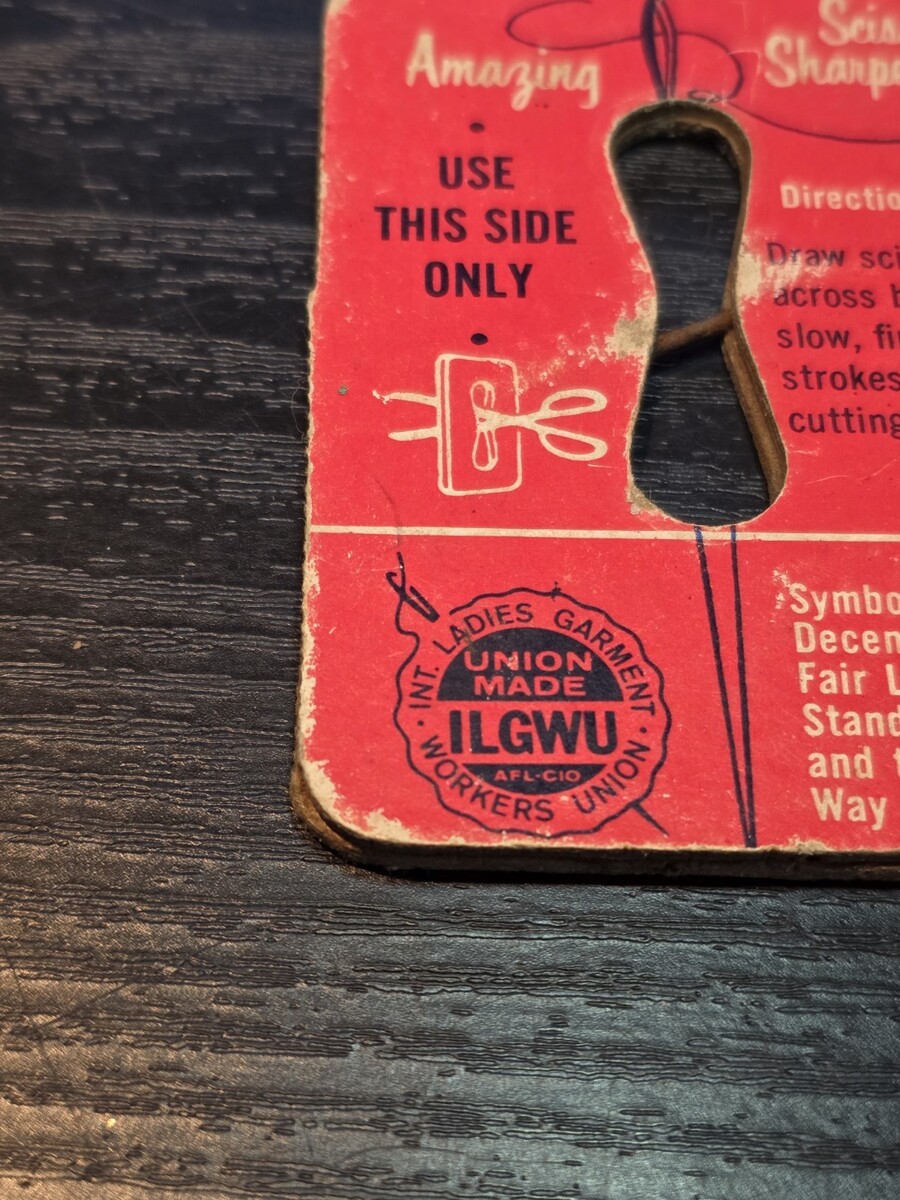 Amazing
USE
THIS SIDE
ONLY
Directio
Draw sci
across b
slow, fi
strokes
cutting
INT. LADIES GARMENT
UNION
MADE
ILGWU
AFL-CIO
WORKERS UNION
Symbo
Decen
Fair L
Stand
and t
Way